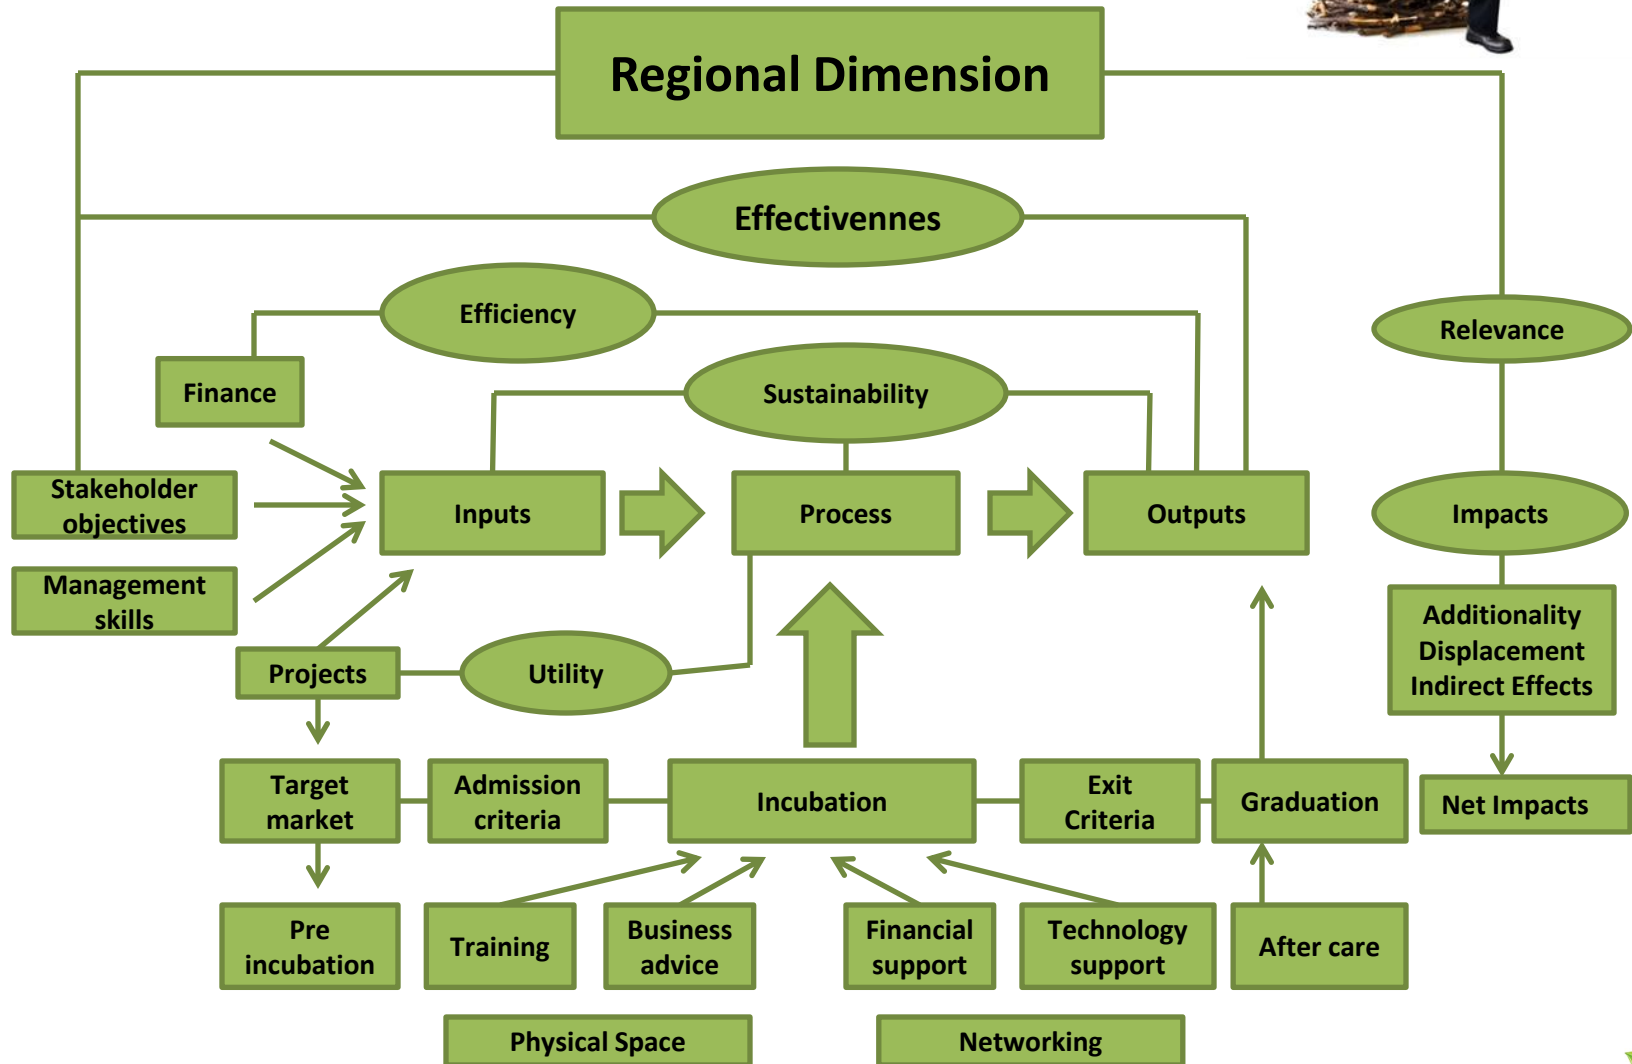 Regional Dimension
Effectivennes
Efficiency
Relevance
Finance
Sustainability
Stakeholder
objectives
Inputs
Process
Outputs
Impacts
Management
skills
Additionality
Displacement
Indirect Effects
Projects
Utility
Target
market
Admission
criteria
Incubation
Exit
Criteria
Graduation
Net Impacts
Pre
incubation
Training
Business
advice
Financial
support
Technology
support
After care
Physical Space
Networking